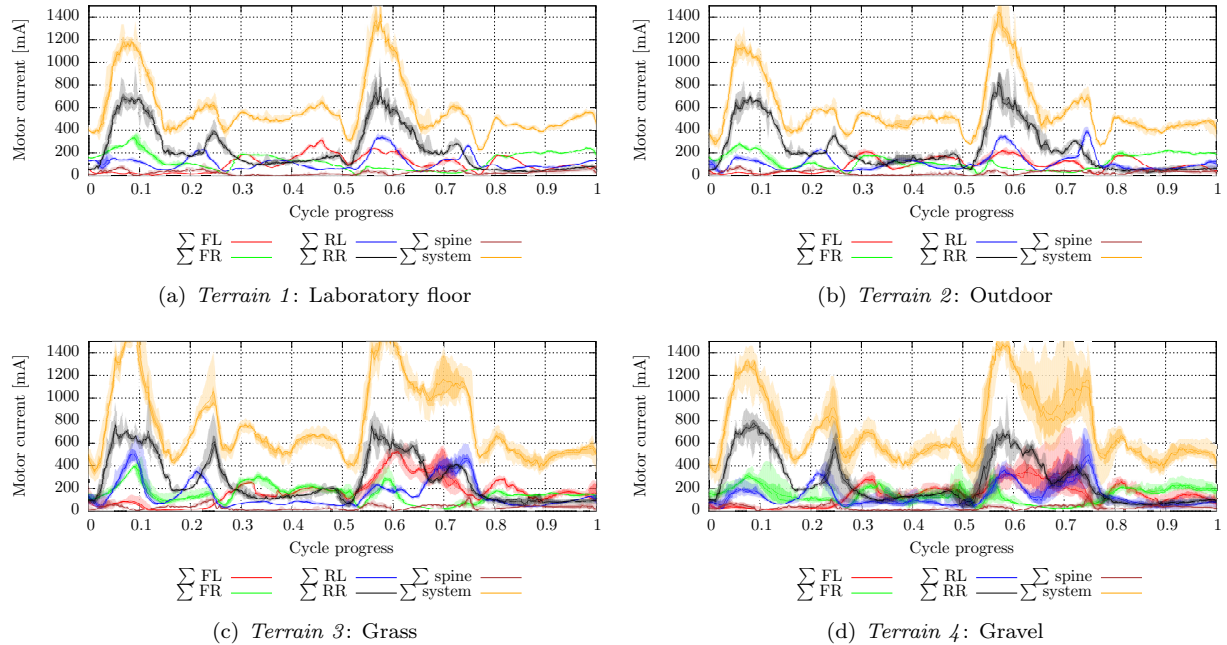 1400
1200
1000
800
600
400
200
0
Motor current [mA]
0 0.1 0.2 0.3 0.4 0.5 0.6 0.7 0.8 0.9 1
Cycle progress
∑ FL ∑ RL ∑ spine
∑ FR ∑ RR ∑ system
(a) Terrain 1: Laboratory floor
1400
1200
1000
800
600
400
200
0
Motor current [mA]
0 0.1 0.2 0.3 0.4 0.5 0.6 0.7 0.8 0.9 1
Cycle progress
∑ FL ∑ RL ∑ spine
∑ FR ∑ RR ∑ system
(b) Terrain 2: Outdoor
1400
1200
1000
800
600
400
200
0
Motor current [mA]
0 0.1 0.2 0.3 0.4 0.5 0.6 0.7 0.8 0.9 1
Cycle progress
∑ FL ∑ RL ∑ spine
∑ FR ∑ RR ∑ system
(c) Terrain 3: Grass
1400
1200
1000
800
600
400
200
0
Motor current [mA]
0 0.1 0.2 0.3 0.4 0.5 0.6 0.7 0.8 0.9 1
Cycle progress
∑ FL ∑ RL ∑ spine
∑ FR ∑ RR ∑ system
(d) Terrain 4: Gravel